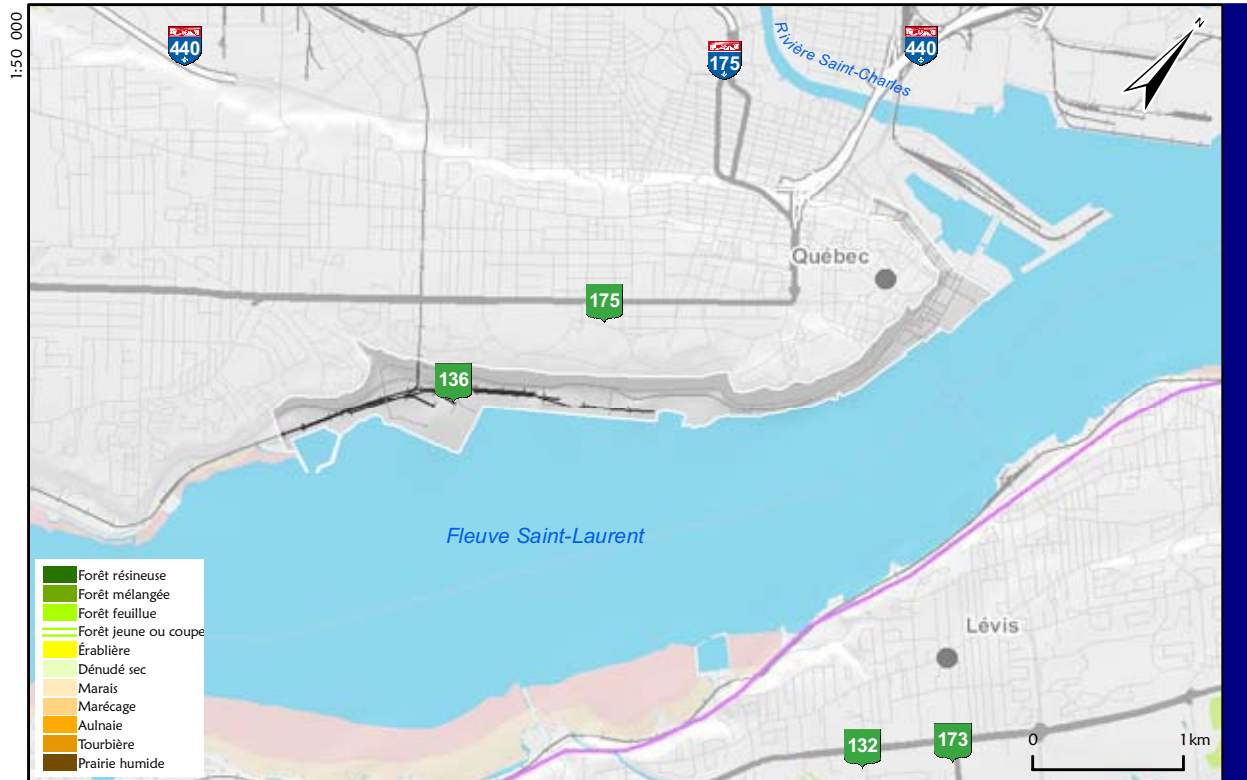 1:50 000
440
175
440
N
Rivière Saint-Charles
Québec
175
136
Fleuve Saint-Laurent
Lévis
132
173
0
1 km
Forêt résineuse
Forêt mélangée
Forêt feuillue
Forêt jeune ou coupe
Érablière
Dénudé sec
Marais
Marécage
Aulnaie
Tourbière
Prairie humide